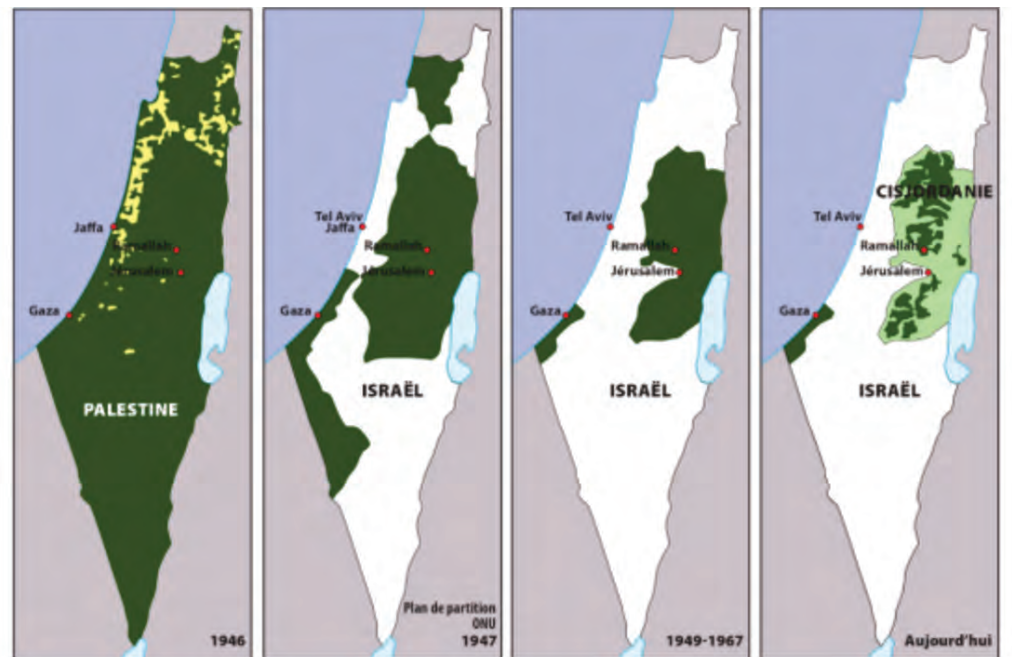 Jaffa
Ramallah
Jérusalem
Gaza
PALESTINE
1946
Tel Aviv
Jaffa
Ramallah
Jérusalem
Gaza
ISRAËL
Plan de partition
ONU
1947
Tel Aviv
Ramallah
Jérusalem
Gaza
ISRAËL
1949-1967
CISJORDANIE
Tel Aviv
Ramallah
Jérusalem
Gaza
ISRAËL
Aujourd'hui